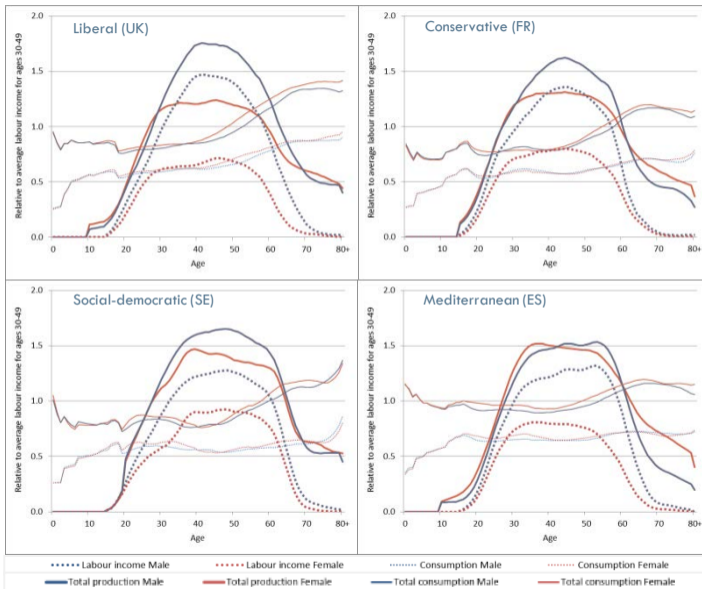 Liberal (UK)
Relative to average labour income for ages 30-49
2.0
1.5
1.0
0.5
0.0
0 10 20 30 40 50 60 70 80+
Age
Conservative (FR)
Relative to average labour income for ages 30-49
2.0
1.5
1.0
0.5
0.0
0 10 20 30 40 50 60 70 80+
Age
Social-democratic (SE)
Relative to average labour income for ages 30-49
2.0
1.5
1.0
0.5
0.0
0 10 20 30 40 50 60 70 80+
Age
Mediterranean (ES)
Relative to average labour income for ages 30-49
2.0
1.5
1.0
0.5
0.0
0 10 20 30 40 50 60 70 80+
Age
Labour income Male Labour income Female Consumption Male Consumption Female
Total production Male Total production Female Total consumption Male Total consumption Female